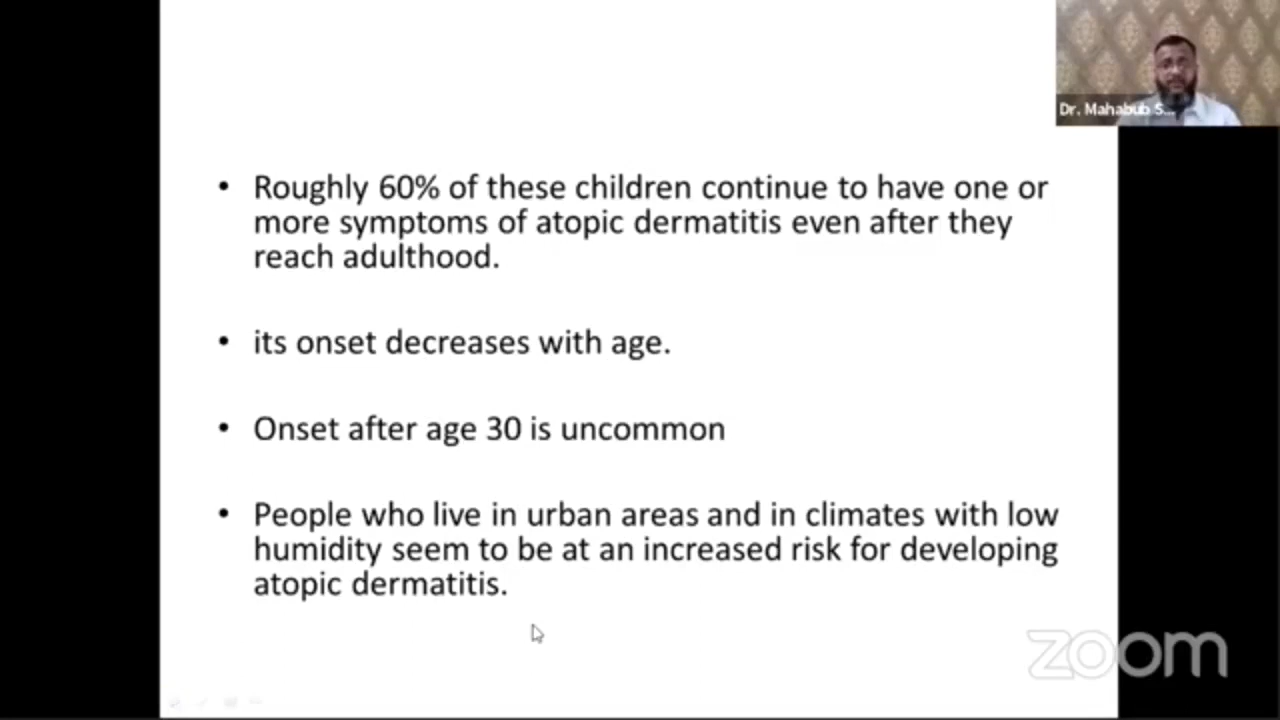 Dr. Mahabub S...
• Roughly 60% of these children continue to have one or
more symptoms of atopic dermatitis even after they
reach adulthood.
• its onset decreases with age.
• Onset after age 30 is uncommon
• People who live in urban areas and in climates with low
humidity seem to be at an increased risk for developing
atopic dermatitis.
zoom